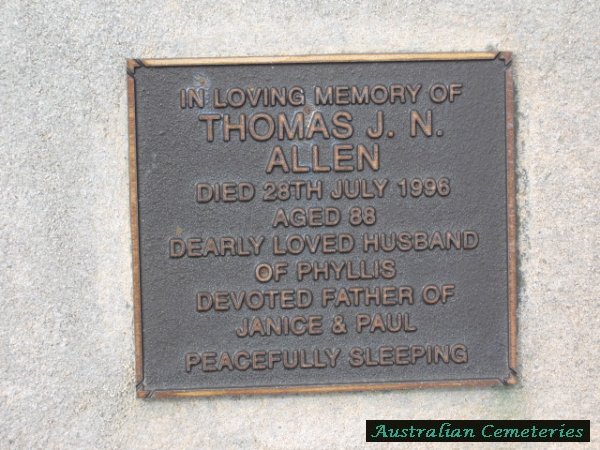 IN LOVING MEMORY OF
THOMAS J. N.
ALLEN
DIED 28TH JULY 1996
AGED 88
DEARLY LOVED HUSBAND
OF PHYLLIS
DEVOTED FATHER OF
JANICE & PAUL
PEACEFULLY SLEEPING
Australian Cemeteries